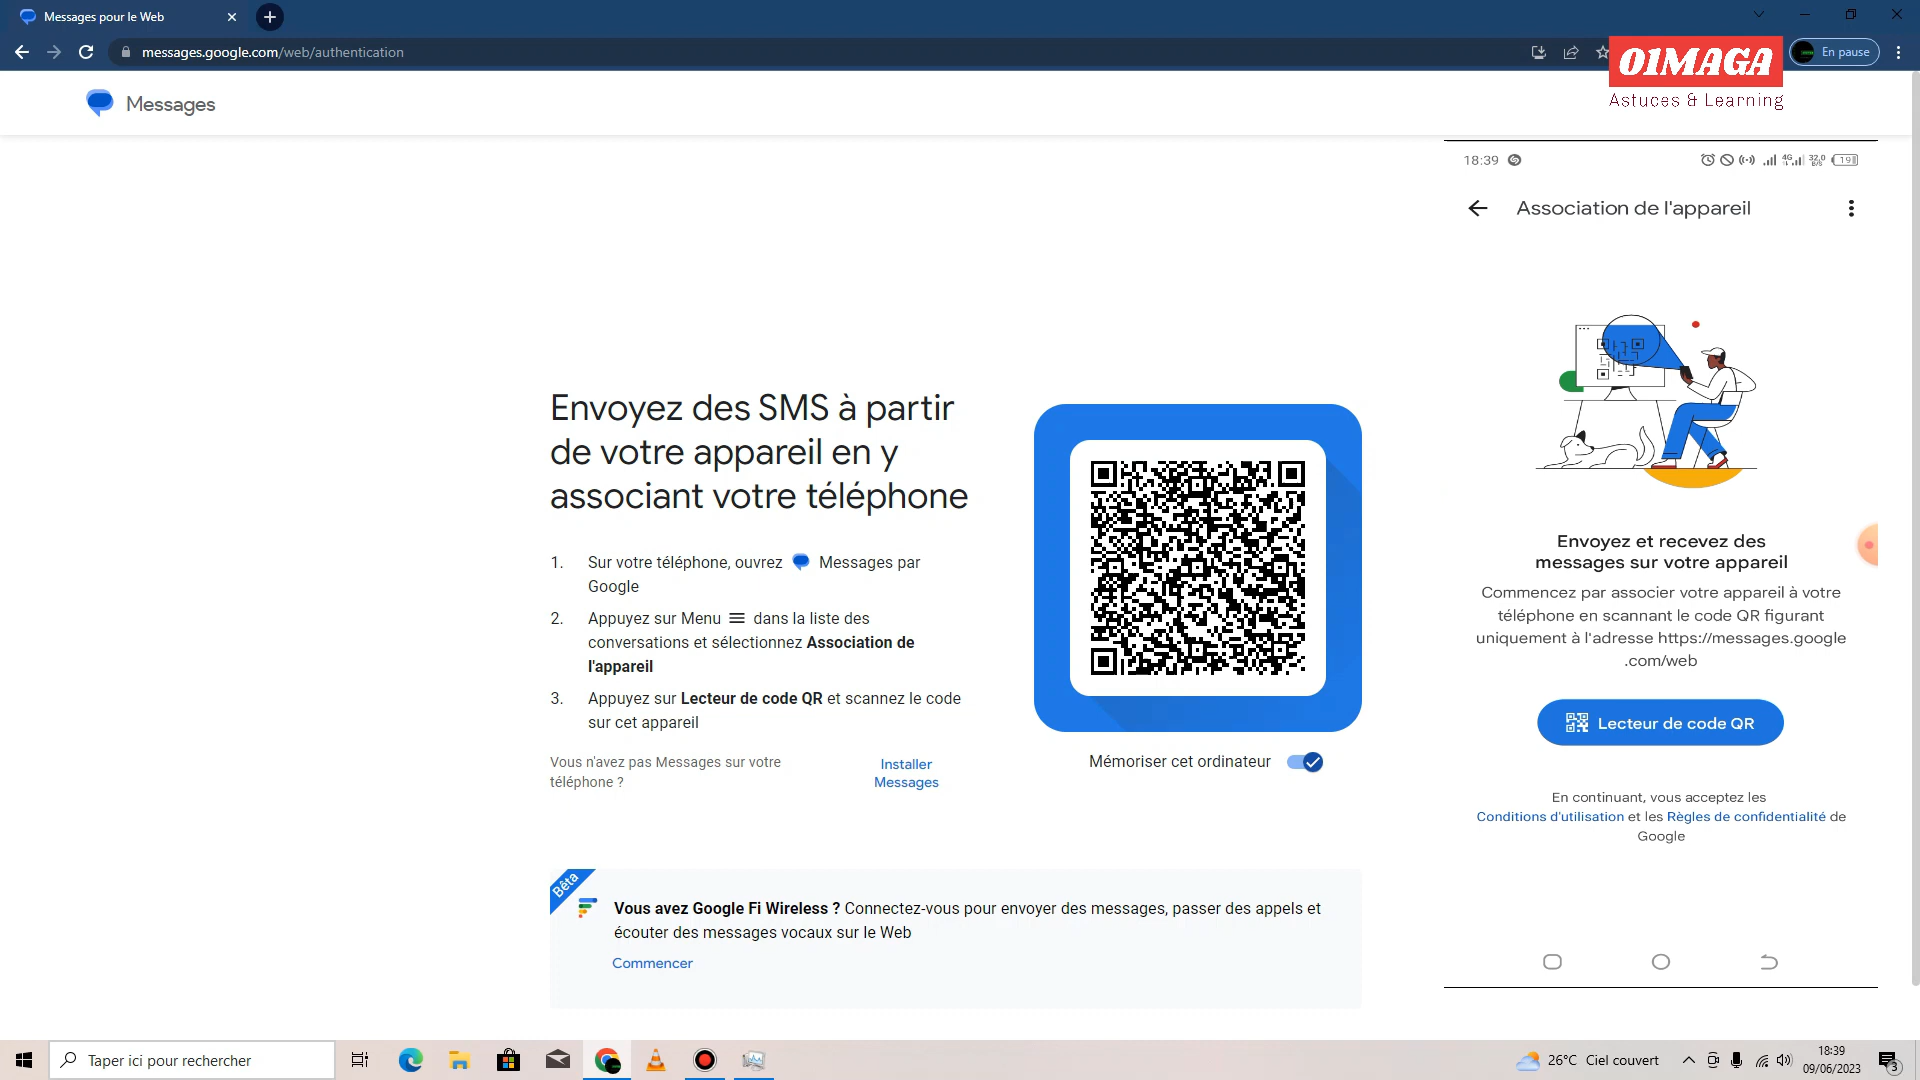 Messages pour le Web
messages.google.com/web/authentication
En pause
01MAGA
Astuces & Learning
Messages
18:39
4G
32,0
B/s
19
Association de l'appareil
Envoyez des SMS à partir
de votre appareil en y
associant votre téléphone
1. Sur votre téléphone, ouvrez Messages par
Google
2. Appuyez sur Menu dans la liste des
conversations et sélectionnez Association de
l'appareil
3. Appuyez sur Lecteur de code QR et scannez le code
sur cet appareil
Vous n'avez pas Messages sur votre
téléphone ?
Installer
Messages
Mémoriser cet ordinateur
Envoyez et recevez des
messages sur votre appareil
Commencez par associer votre appareil à votre
téléphone en scannant le code QR figurant
uniquement à l'adresse https://messages.google
.com/web
Lecteur de code QR
En continuant, vous acceptez les
Conditions d'utilisation et les Règles de confidentialité de
Google
Bêta
Vous avez Google Fi Wireless ? Connectez-vous pour envoyer des messages, passer des appels et
écouter des messages vocaux sur le Web
Commencer
Taper ici pour rechercher
26°C Ciel couvert
18:39
09/06/2023
3